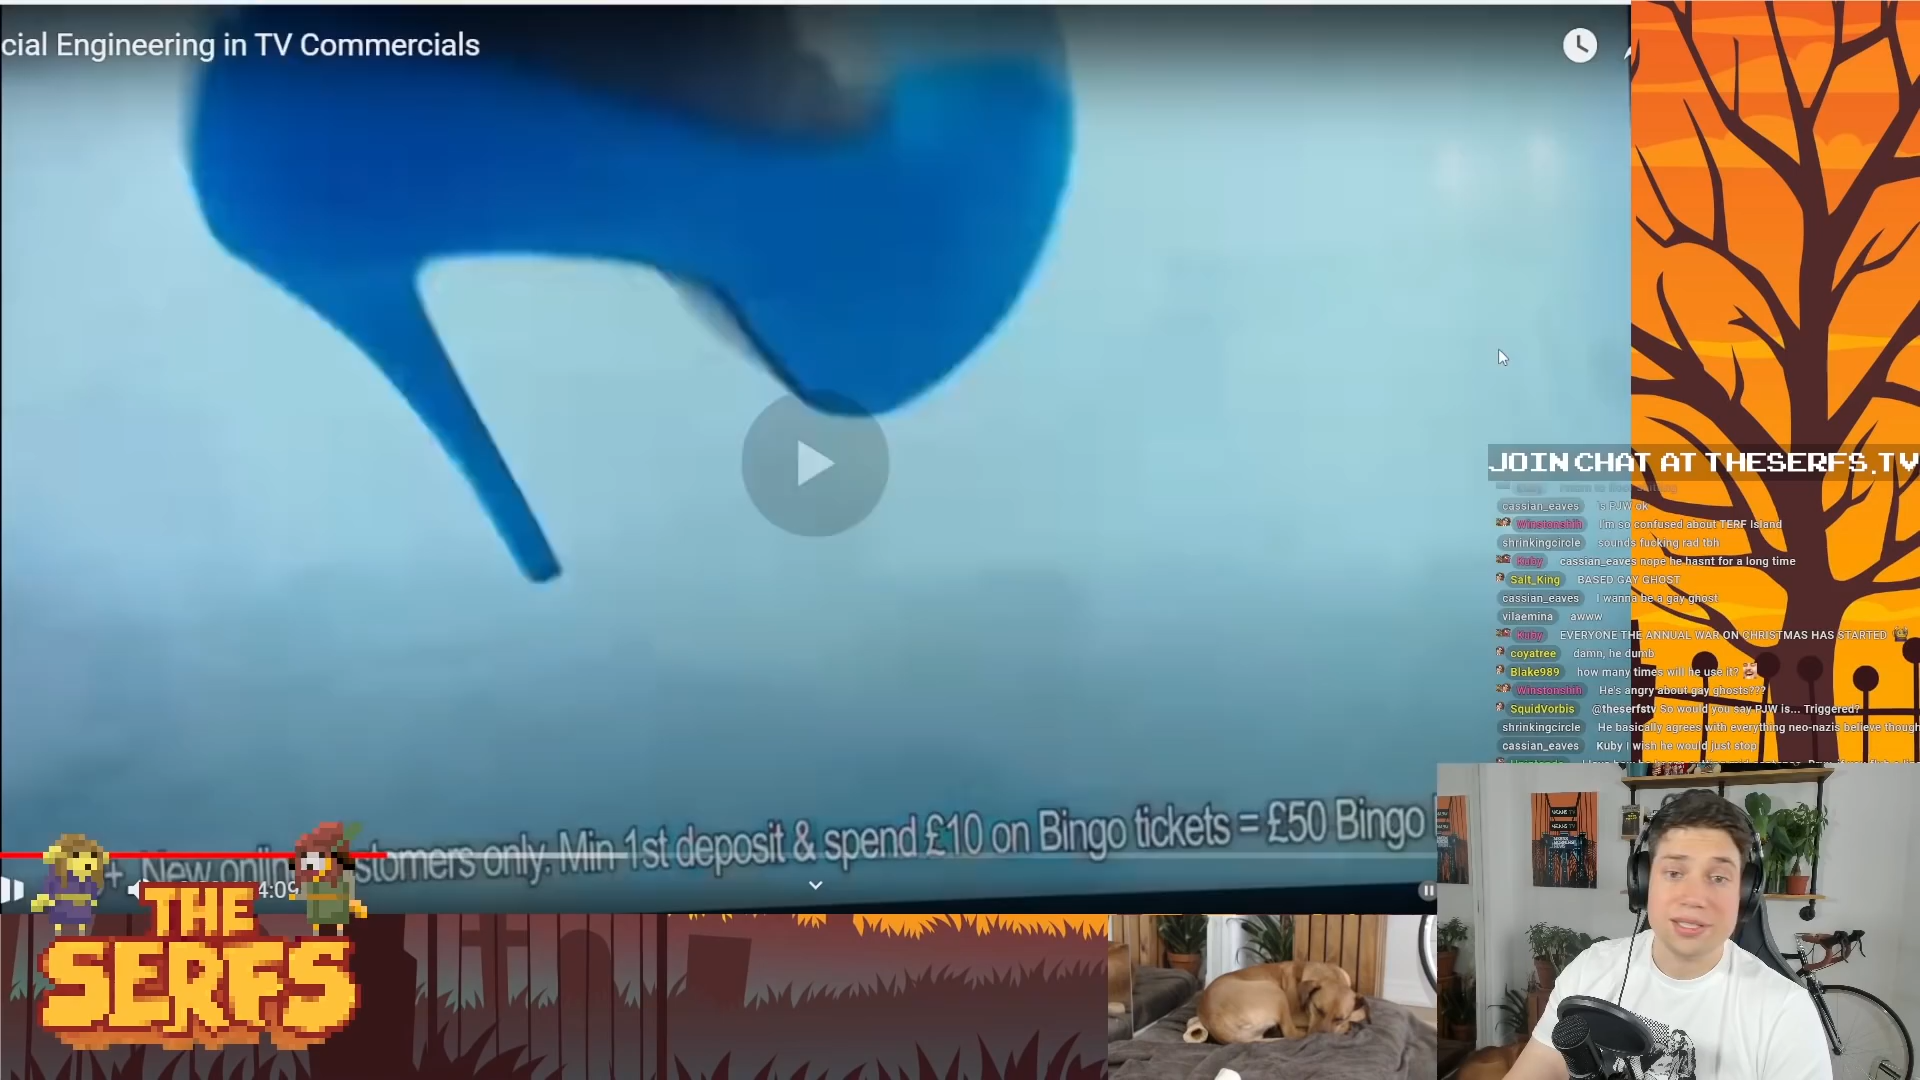 cial Engineering in TV Commercials
JOIN CHAT AT THESERFS.TV
cassian_eaves is PJW ok
Winstonshih I'm so confused about TERF Island
shrinkingcircle sounds fucking rad tbh
Kuby cassian_eaves nope he hasnt for a long time
Salt_King BASED GAY GHOST
cassian_eaves I wanna be a gay ghost
vilaemina awww
Kuby EVERYONE THE ANNUAL WAR ON CHRISTMAS HAS STARTED
coyatree damn, he dumb
Blake989 how many times will he use it?
Winstonshih He's angry about gay ghosts???
SquidVorbis @theserfstv So would you say PJW is... Triggered?
shrinkingcircle He basically agrees with everything neo-nazis believe though
cassian_eaves Kuby I wish he would just stop
New online customers only. Min 1st deposit & spend £10 on Bingo tickets = £50 Bingo
4:09
THE
SERFS